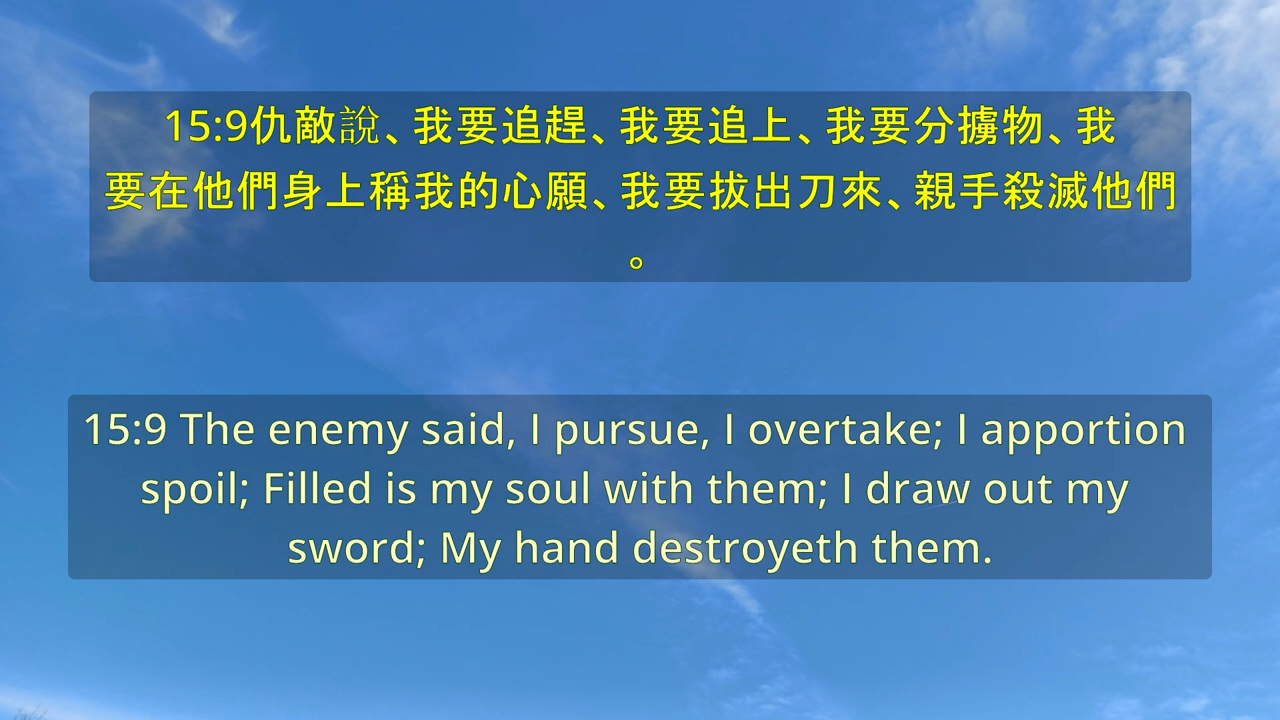 15:9仇敵說、我要追趕、我要追上、我要分擄物、我
要在他們身上稱我的心願、我要拔出刀來、親手殺滅他們
。
15:9 The enemy said, I pursue, I overtake; I apportion
spoil; Filled is my soul with them; I draw out my
sword; My hand destroyeth them.